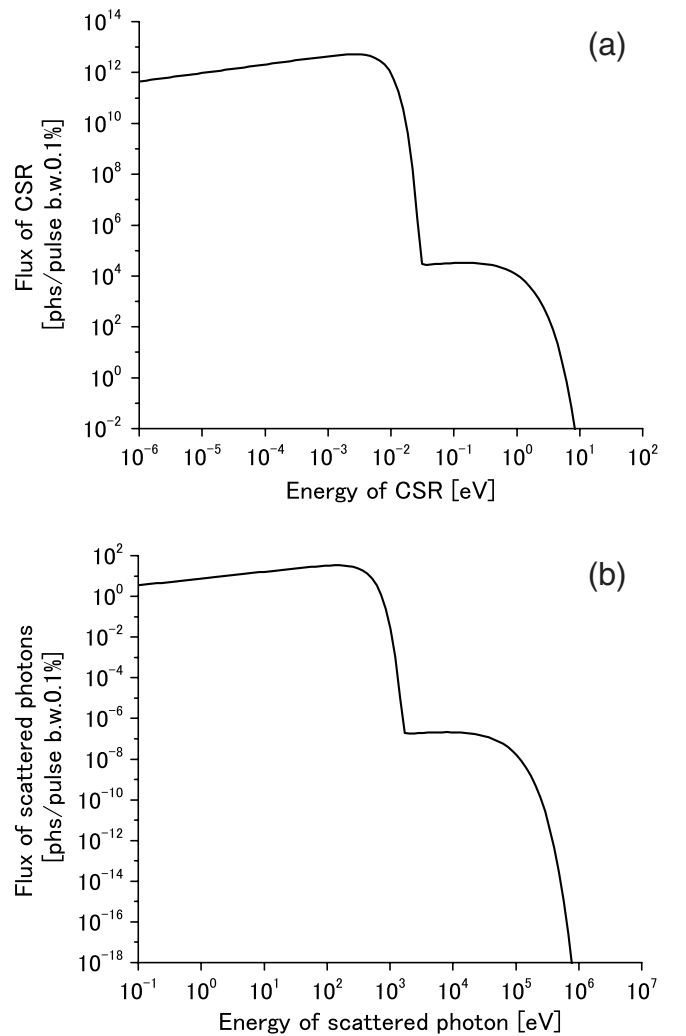 (a)
10^14
10^12
10^10
10^8
10^6
10^4
10^2
10^0
10^-2
Flux of CSR
[phs/pulse b.w.0.1%]
10^-6 10^-5 10^-4 10^-3 10^-2 10^-1 10^0 10^1 10^2
Energy of CSR [eV]
(b)
10^2
10^0
10^-2
10^-4
10^-6
10^-8
10^-10
10^-12
10^-14
10^-16
10^-18
Flux of scattered photons
[phs/pulse b.w.0.1%]
10^-1 10^0 10^1 10^2 10^3 10^4 10^5 10^6 10^7
Energy of scattered photon [eV]